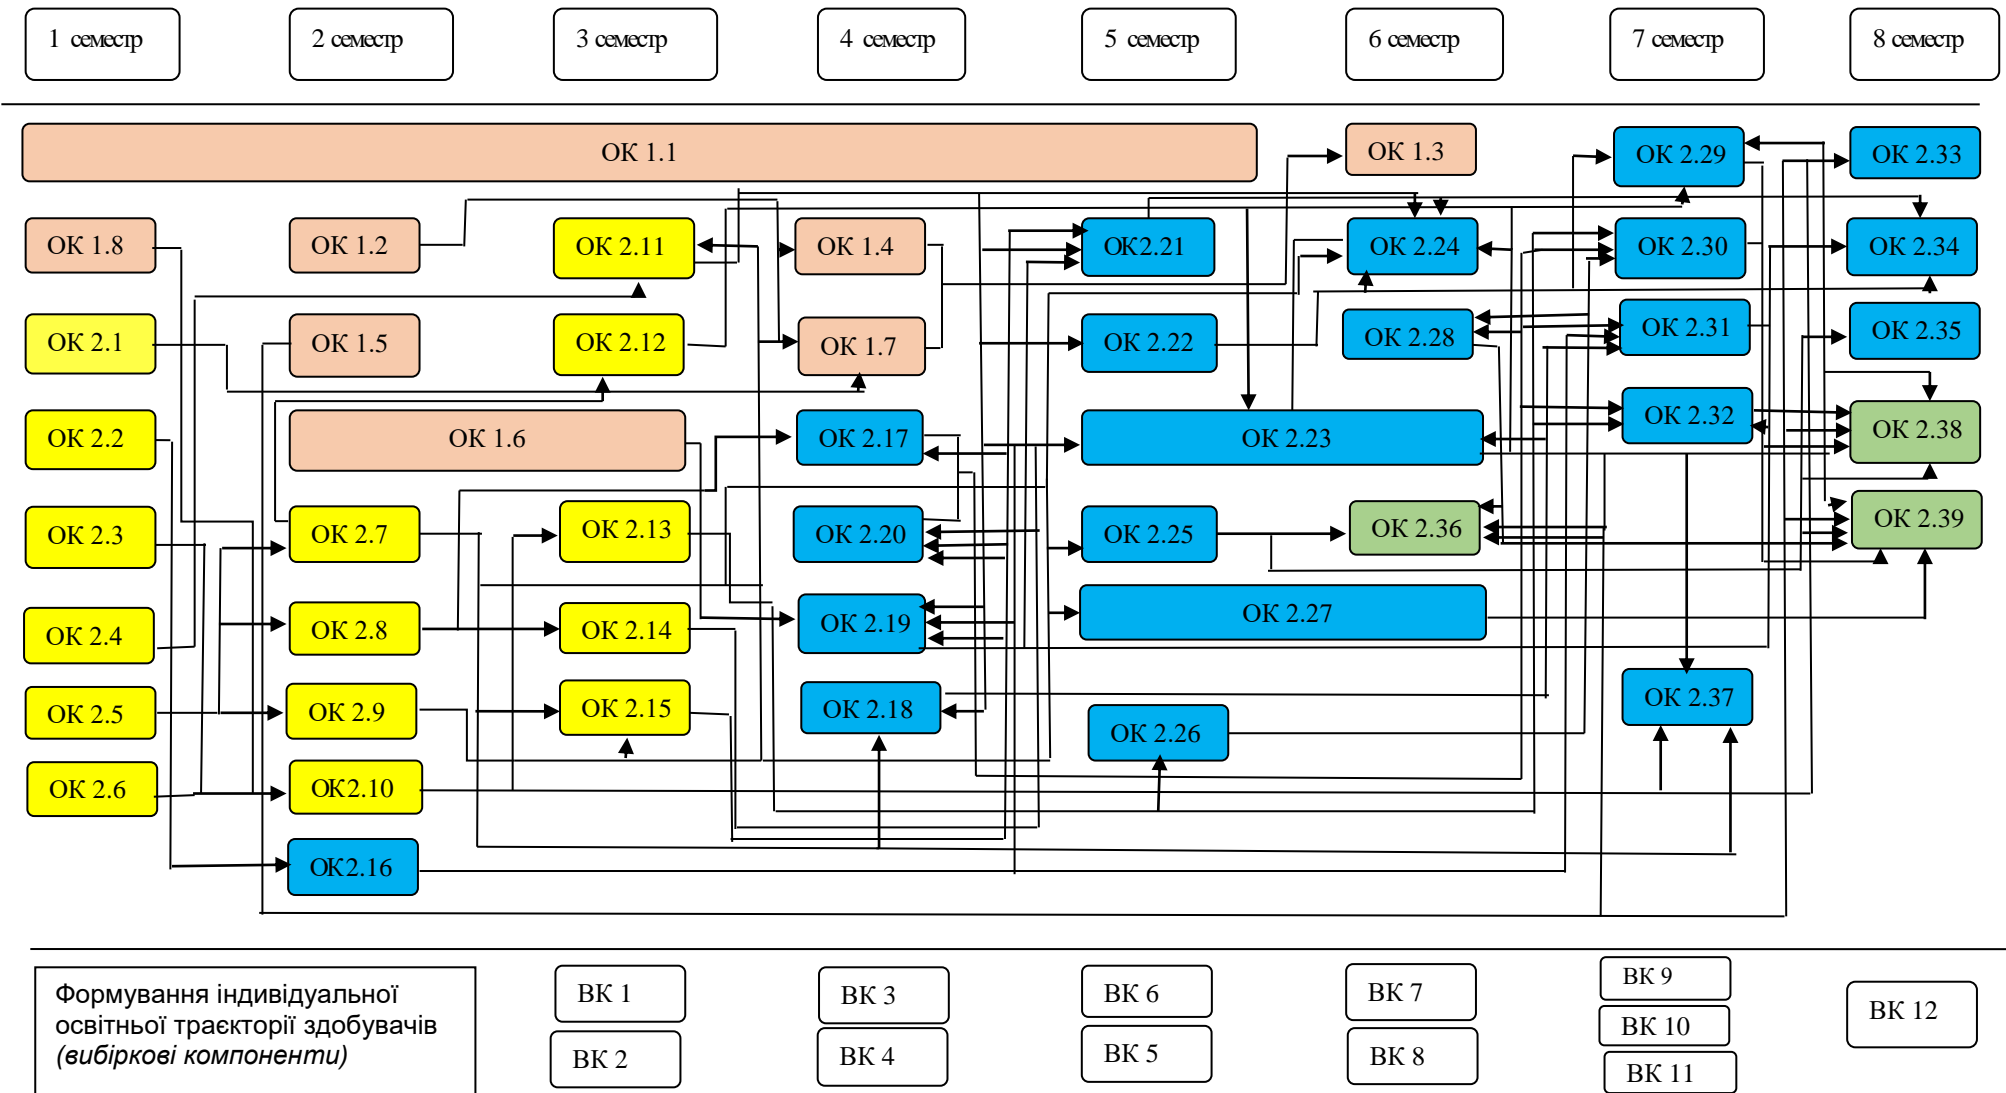 1 семестр
2 семестр
3 семестр
4 семестр
5 семестр
6 семестр
7 семестр
8 семестр
ОК 1.1
ОК 1.3
ОК 2.29
ОК 2.33
ОК 1.8
ОК 1.2
ОК 2.11
ОК 1.4
ОК2.21
ОК 2.24
ОК 2.30
ОК 2.34
ОК 2.1
ОК 1.5
ОК 2.12
ОК 1.7
ОК 2.22
ОК 2.28
ОК 2.31
ОК 2.35
ОК 2.2
ОК 1.6
ОК 2.17
ОК 2.23
ОК 2.32
ОК 2.38
ОК 2.3
ОК 2.7
ОК 2.13
ОК 2.20
ОК 2.25
ОК 2.36
ОК 2.39
ОК 2.4
ОК 2.8
ОК 2.14
ОК 2.19
ОК 2.27
ОК 2.5
ОК 2.9
ОК 2.15
ОК 2.18
ОК 2.26
ОК 2.37
ОК 2.6
ОК2.10
ОК2.16
Формування індивідуальної
освітньої траєкторії здобувачів
(вибіркові компоненти)
ВК 1
ВК 3
ВК 6
ВК 7
ВК 9
ВК 12
ВК 10
ВК 2
ВК 4
ВК 5
ВК 8
ВК 11